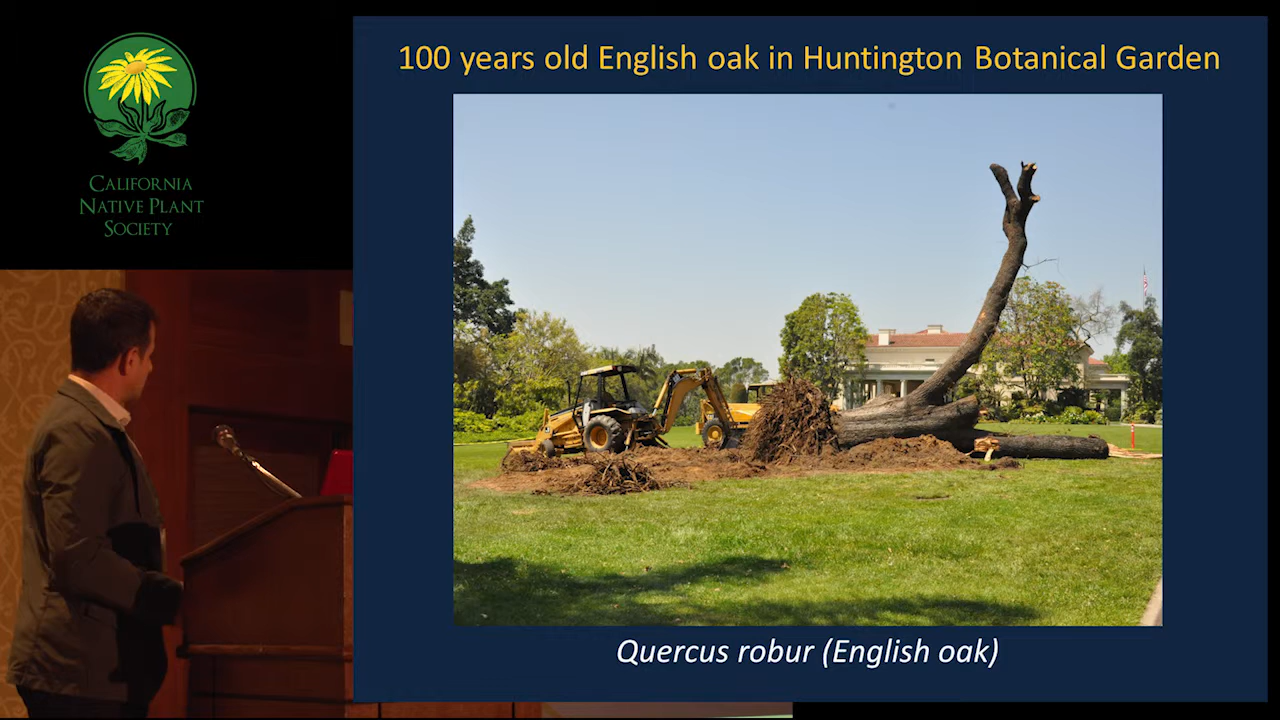 CALIFORNIA
NATIVE PLANT
SOCIETY
100 years old English oak in Huntington Botanical Garden
Quercus robur (English oak)